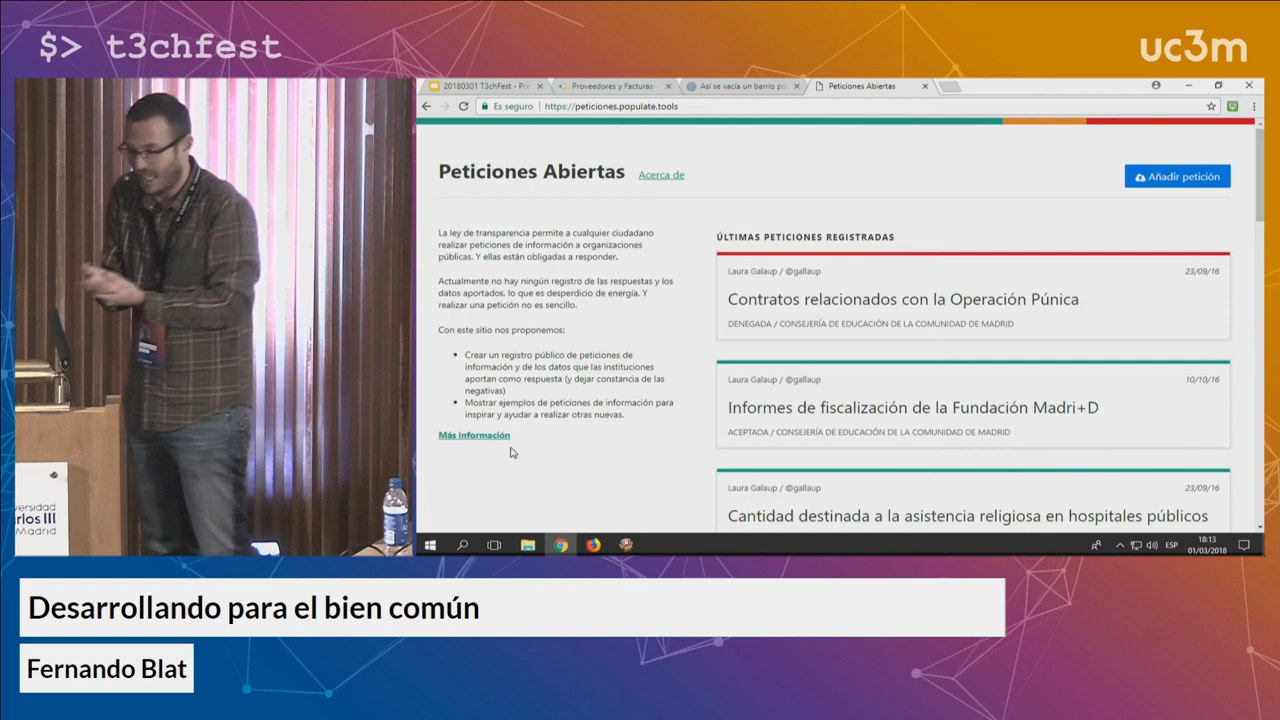 $> t3chfest
uc3m
20180301 T3chFest - Pre
Proveedores y Facturas
Así se vacía un barrio po
Peticiones Abiertas
Es seguro
https://peticiones.populate.tools
Peticiones Abiertas
Acerca de
Añadir petición
La ley de transparencia permite a cualquier ciudadano
realizar peticiones de información a organizaciones
públicas. Y ellas están obligadas a responder.
Actualmente no hay ningún registro de las respuestas y los
datos aportados, lo que es desperdicio de energía. Y
realizar una petición no es sencillo.
Con este sitio nos proponemos:
Crear un registro público de peticiones de
información y de los datos que las instituciones
aportan como respuesta (y dejar constancia de las
negativas)
Mostrar ejemplos de peticiones de información para
inspirar y ayudar a realizar otras nuevas.
Más información
ÚLTIMAS PETICIONES REGISTRADAS
Laura Galaup / @gallaup
23/09/16
Contratos relacionados con la Operación Púnica
DENEGADA / CONSEJERÍA DE EDUCACIÓN DE LA COMUNIDAD DE MADRID
Laura Galaup / @gallaup
10/10/16
Informes de fiscalización de la Fundación Madri+D
ACEPTADA / CONSEJERÍA DE EDUCACIÓN DE LA COMUNIDAD DE MADRID
Laura Galaup / @gallaup
23/09/16
Cantidad destinada a la asistencia religiosa en hospitales públicos
ESP
18:13
01/03/2018
versidad
rlos III
Madrid
Desarrollando para el bien común
Fernando Blat